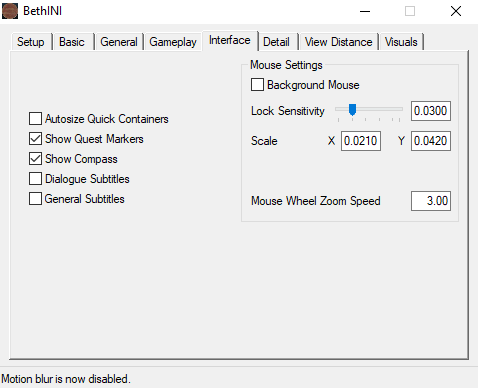 BethINI
Setup Basic General Gameplay Interface Detail View Distance Visuals
Mouse Settings
Background Mouse
Lock Sensitivity 0.0300
Scale X 0.0210 Y 0.0420
Mouse Wheel Zoom Speed 3.00
Autosize Quick Containers
Show Quest Markers
Show Compass
Dialogue Subtitles
General Subtitles
Motion blur is now disabled.